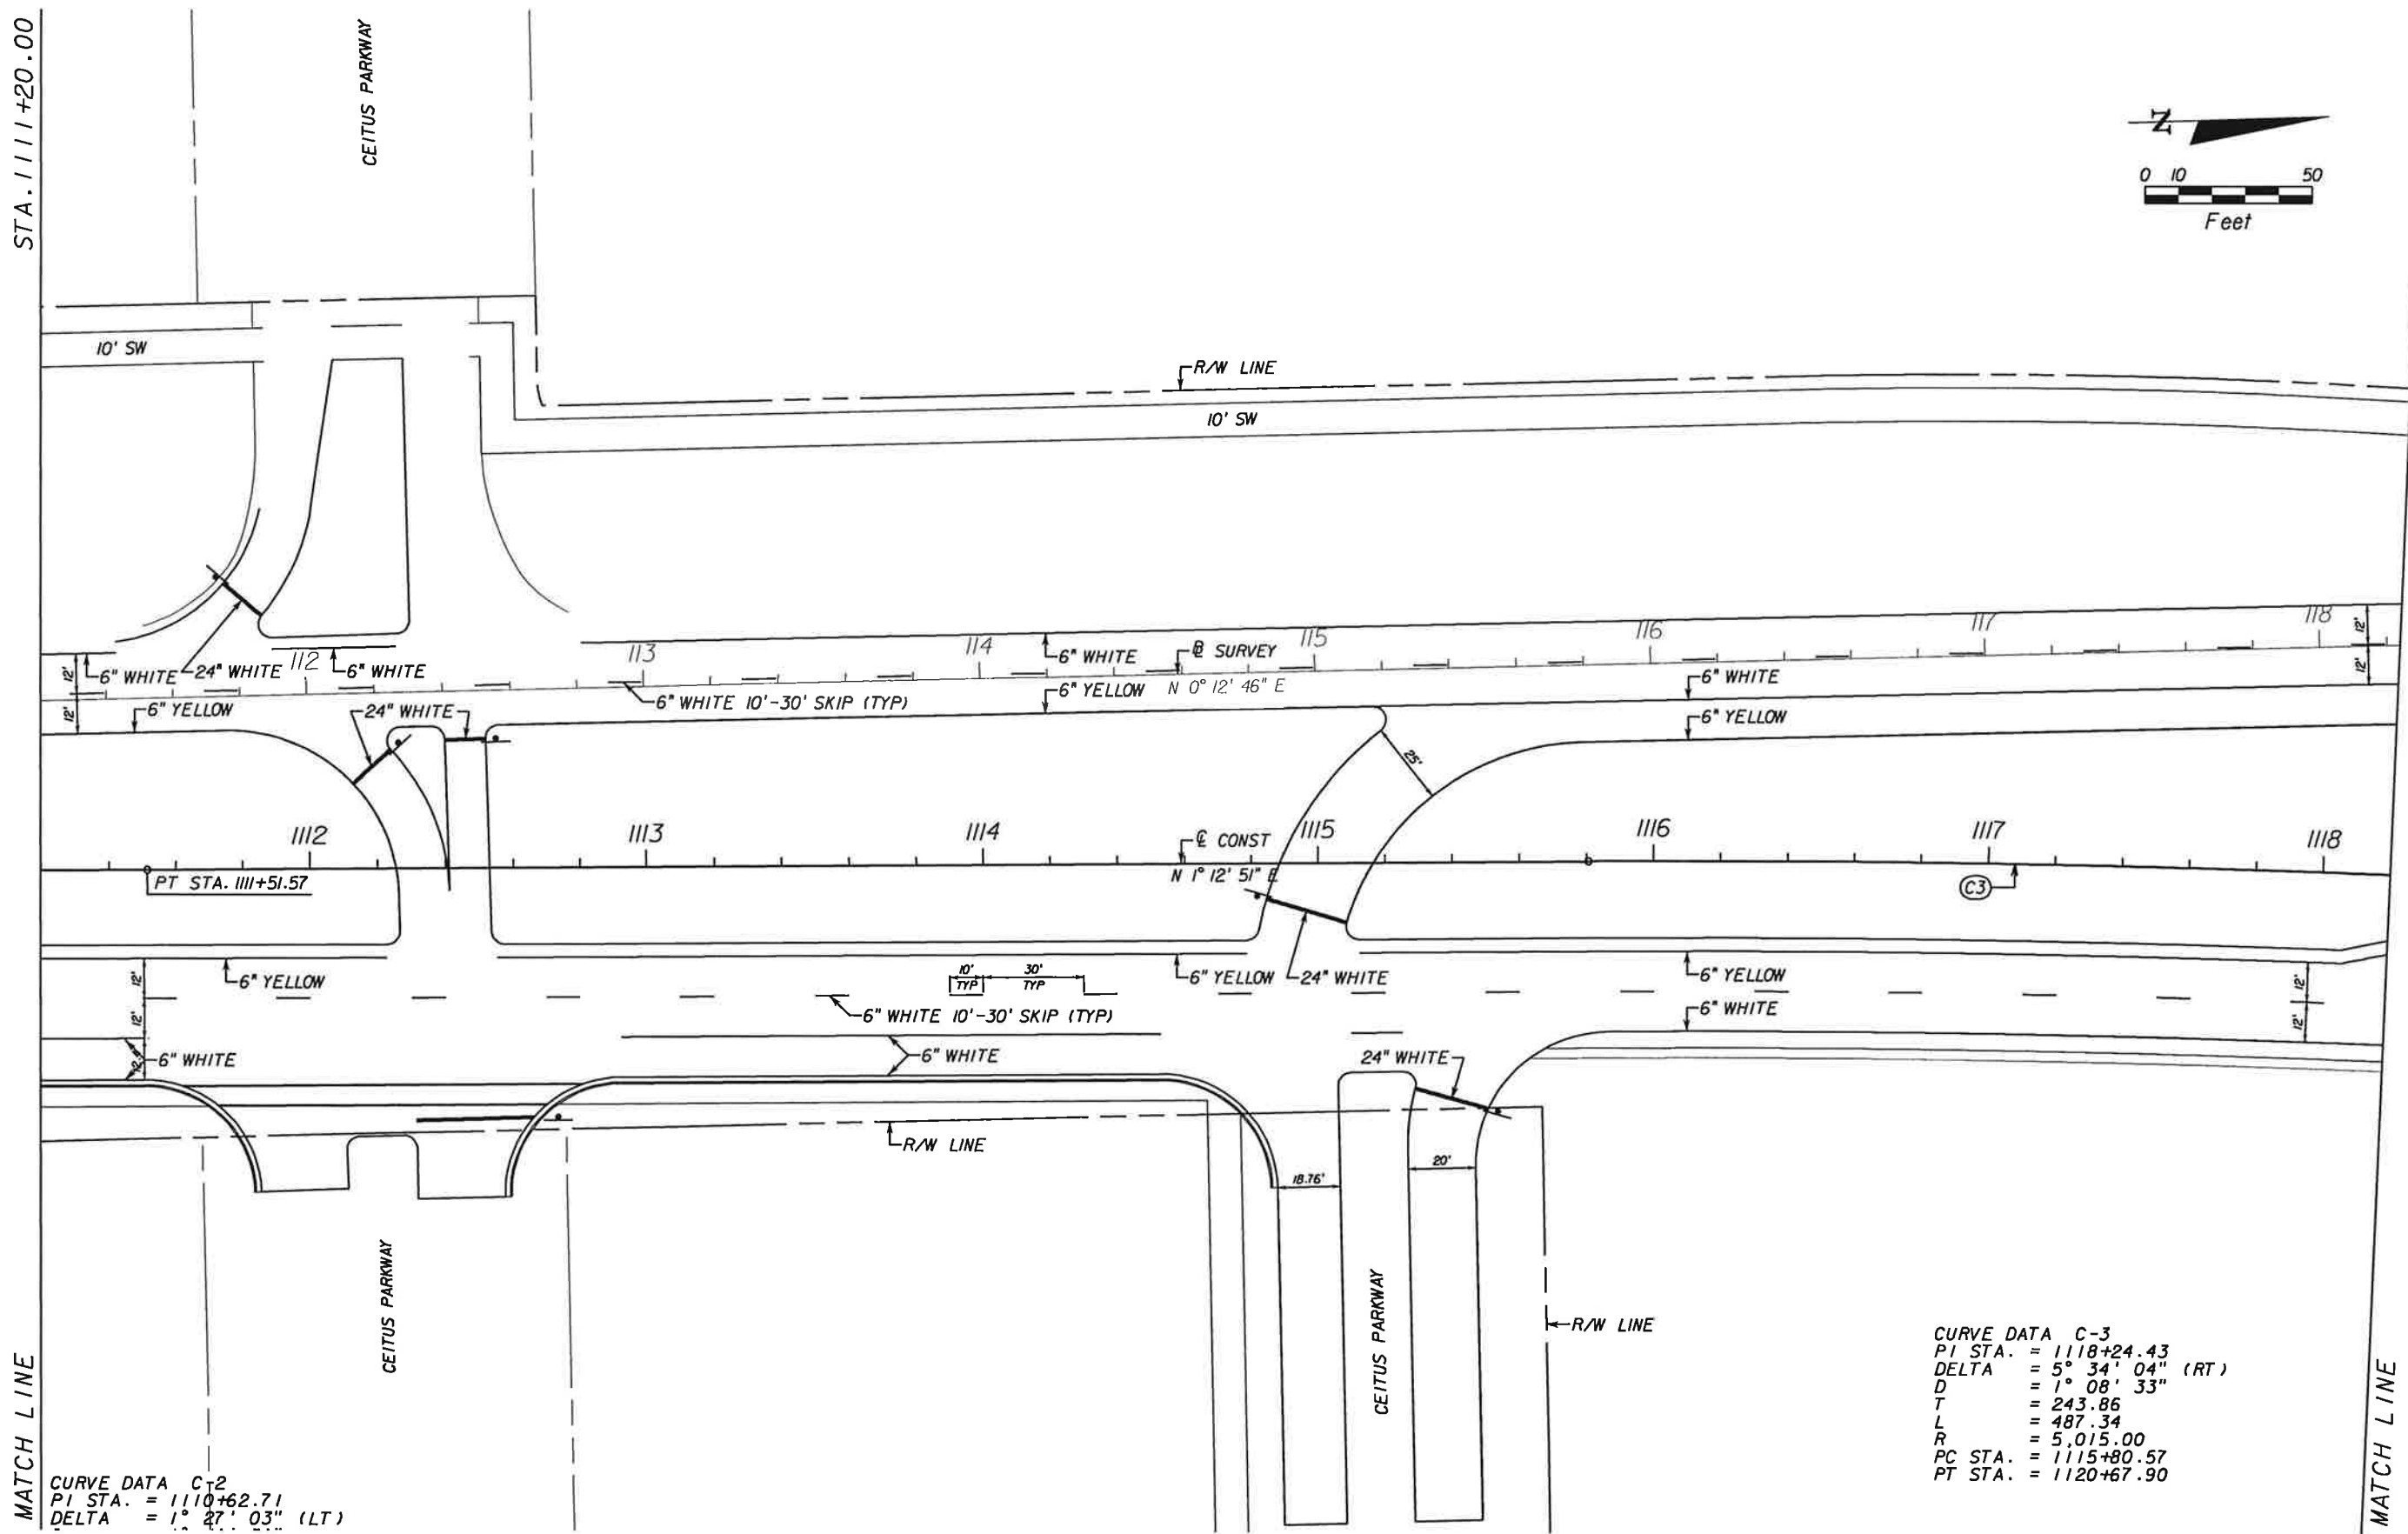 STA. 1111+20.00
MATCH LINE
CEITUS PARKWAY
N
0 10 50
Feet
10' SW
R/W LINE
10' SW
6" WHITE
24" WHITE
112
6" WHITE
113
114
6" WHITE
115
116
117
118
12'
12'
12'
12'
℄ SURVEY
N 0° 12' 46" E
6" WHITE 10'-30' SKIP (TYP)
6" YELLOW
24" WHITE
6" YELLOW
6" WHITE
6" YELLOW
25'
1112
1113
1114
℄ CONST
1115
1116
1117
1118
PT STA. 1111+51.57
N 1° 12' 51" E
C3
6" YELLOW
12'
12'
10'
TYP
30'
TYP
6" YELLOW
24" WHITE
6" YELLOW
12'
12'
6" WHITE 10'-30' SKIP (TYP)
6" WHITE
6" WHITE
6" WHITE
24" WHITE
R/W LINE
18.76'
20'
CEITUS PARKWAY
CEITUS PARKWAY
R/W LINE
CURVE DATA C-2
PI STA. = 1110+62.71
DELTA = 1° 27' 03" (LT)
CURVE DATA C-3
PI STA. = 1118+24.43
DELTA = 5° 34' 04" (RT)
D = 1° 08' 33"
T = 243.86
L = 487.34
R = 5,015.00
PC STA. = 1115+80.57
PT STA. = 1120+67.90
MATCH LINE